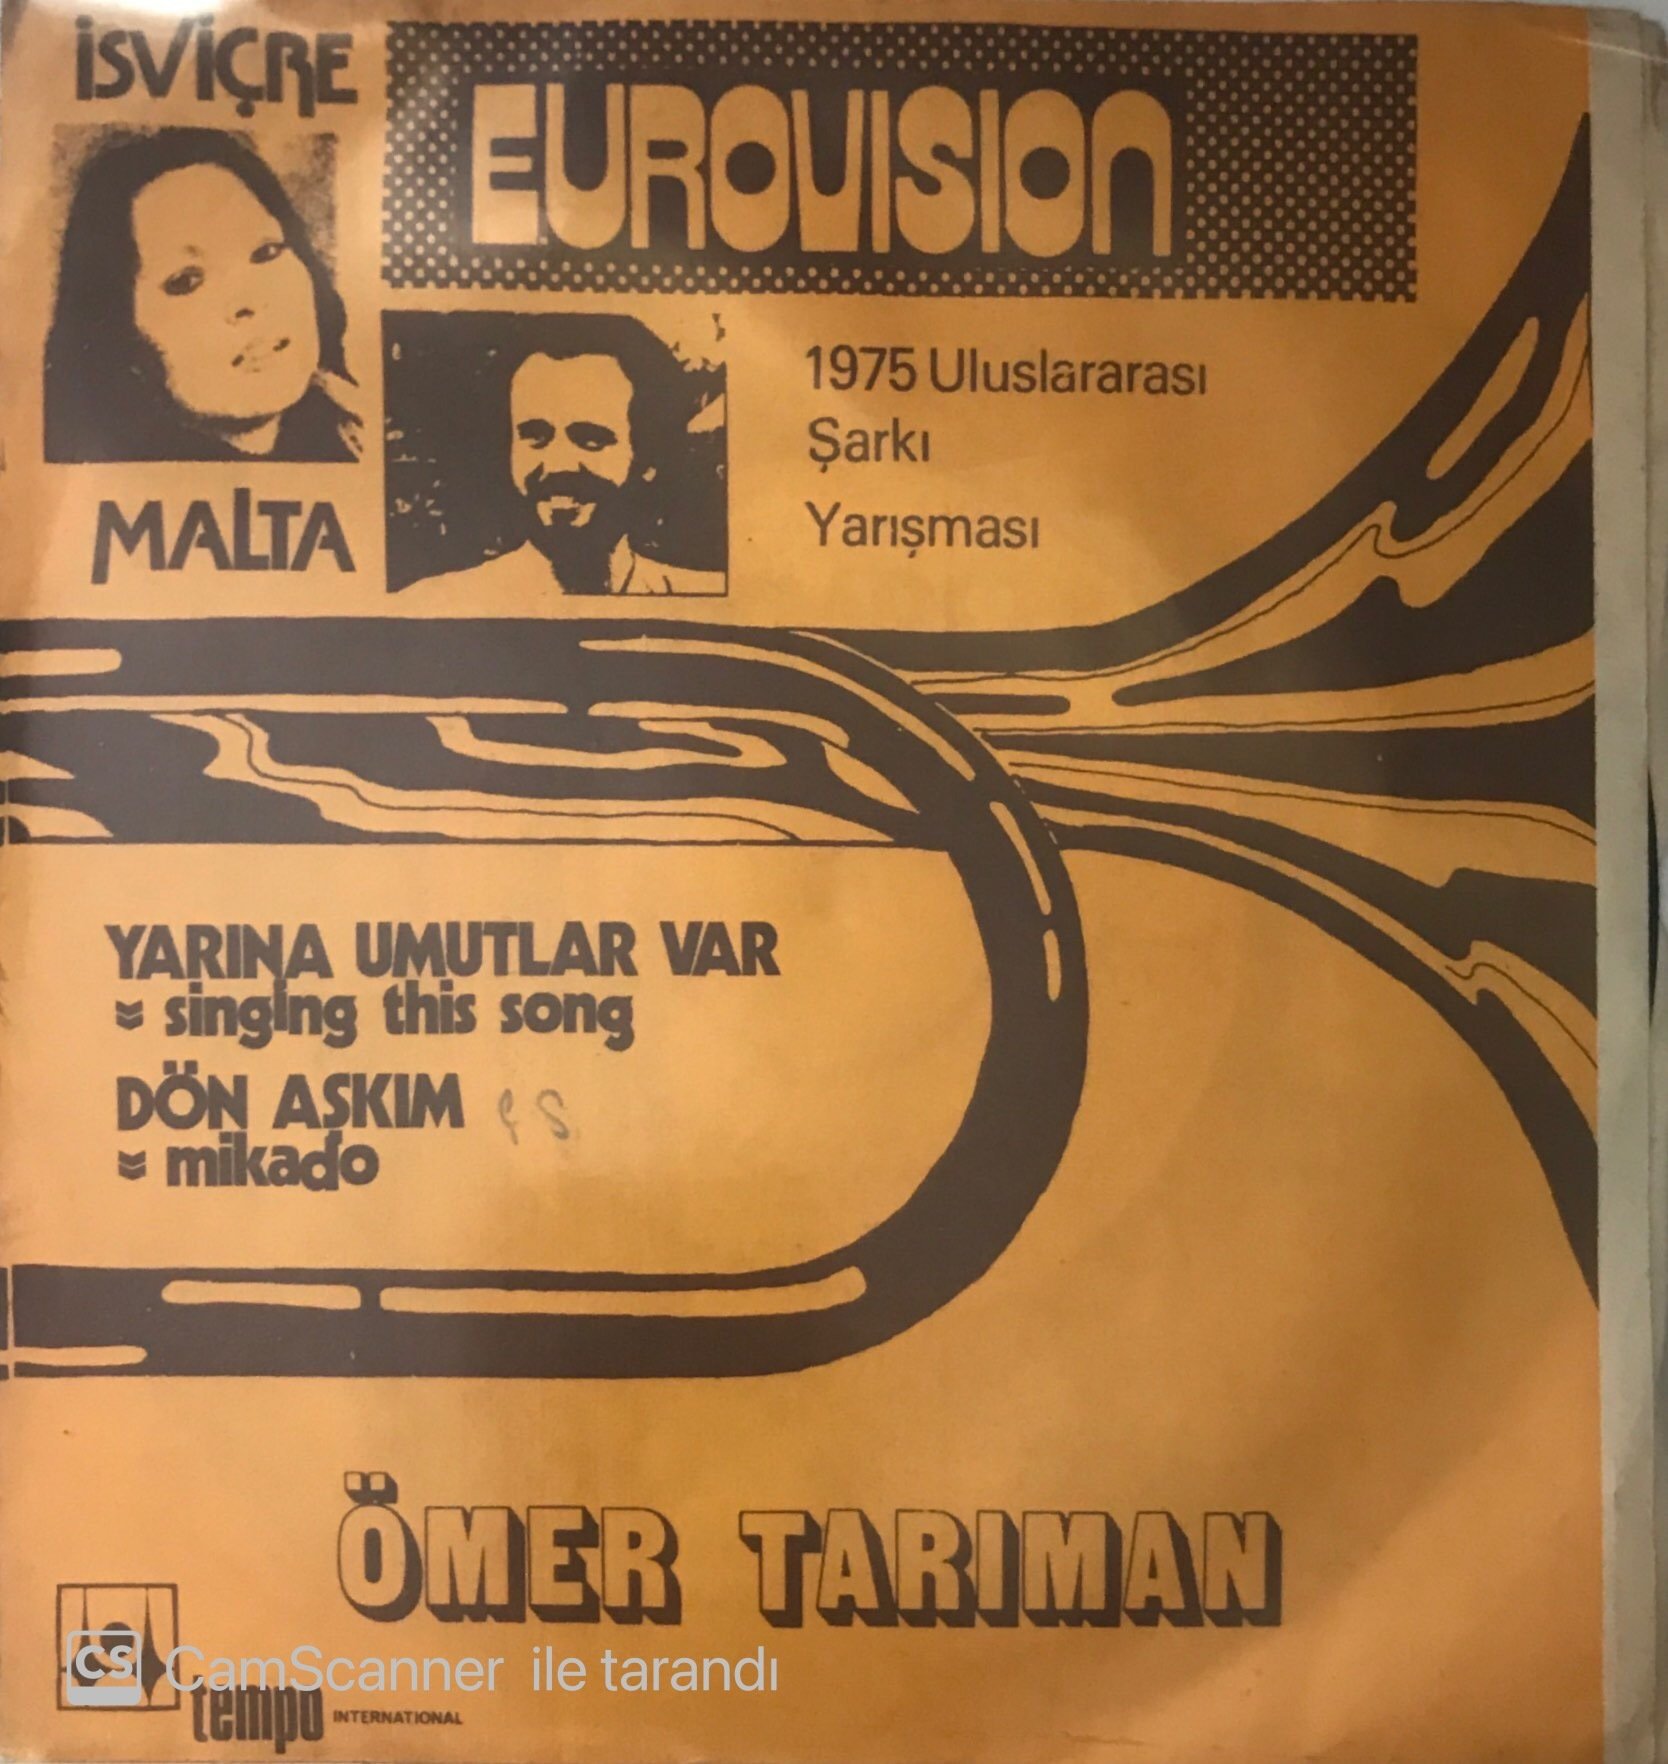 İSVİÇRE
EUROVISION
1975 Uluslararası
Şarkı
Yarışması
MALTA
YARINA UMUTLAR VAR
singing this song
DÖN AŞKIM
mikado
ÖMER TARIMAN
CS CamScanner ile tarandı
tempo INTERNATIONAL